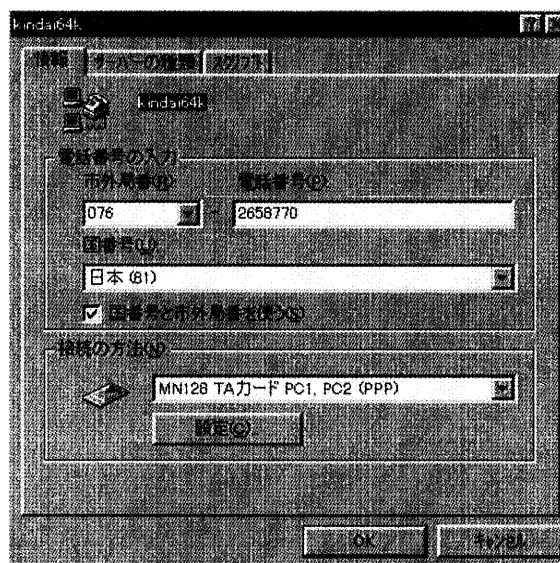 kindai64k
情報 サーバーの種類 スクリプト
kindai64k
電話番号の入力
市外局番(R): 電話番号(P):
076 - 2658770
国番号(U):
日本 (81)
国番号と市外局番を使う(S)
接続の方法(N):
MN128 TAカード PC1, PC2 (PPP)
設定(C)...
OK キャンセル